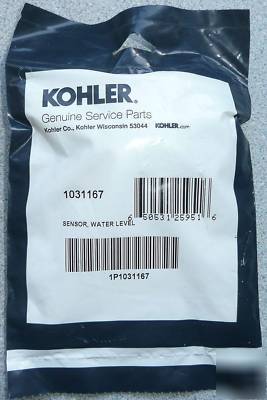 KOHLER®
Genuine Service Parts
Kohler Co., Kohler Wisconsin 53044 KOHLER.com
1031167
6 50531 25951 6
SENSOR, WATER LEVEL
1P1031167